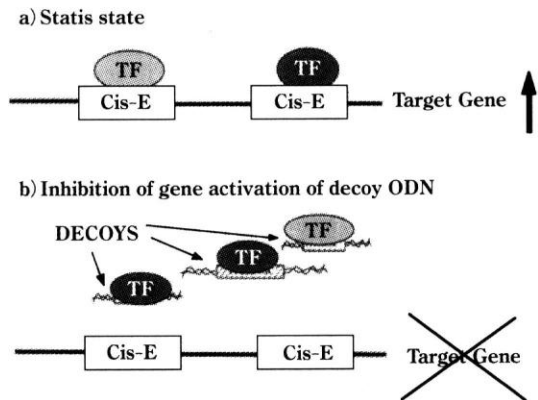 a) Statis state
TF TF
Cis-E Cis-E Target Gene
b) Inhibition of gene activation of decoy ODN
DECOYS TF
TF
TF
Cis-E Cis-E Target Gene